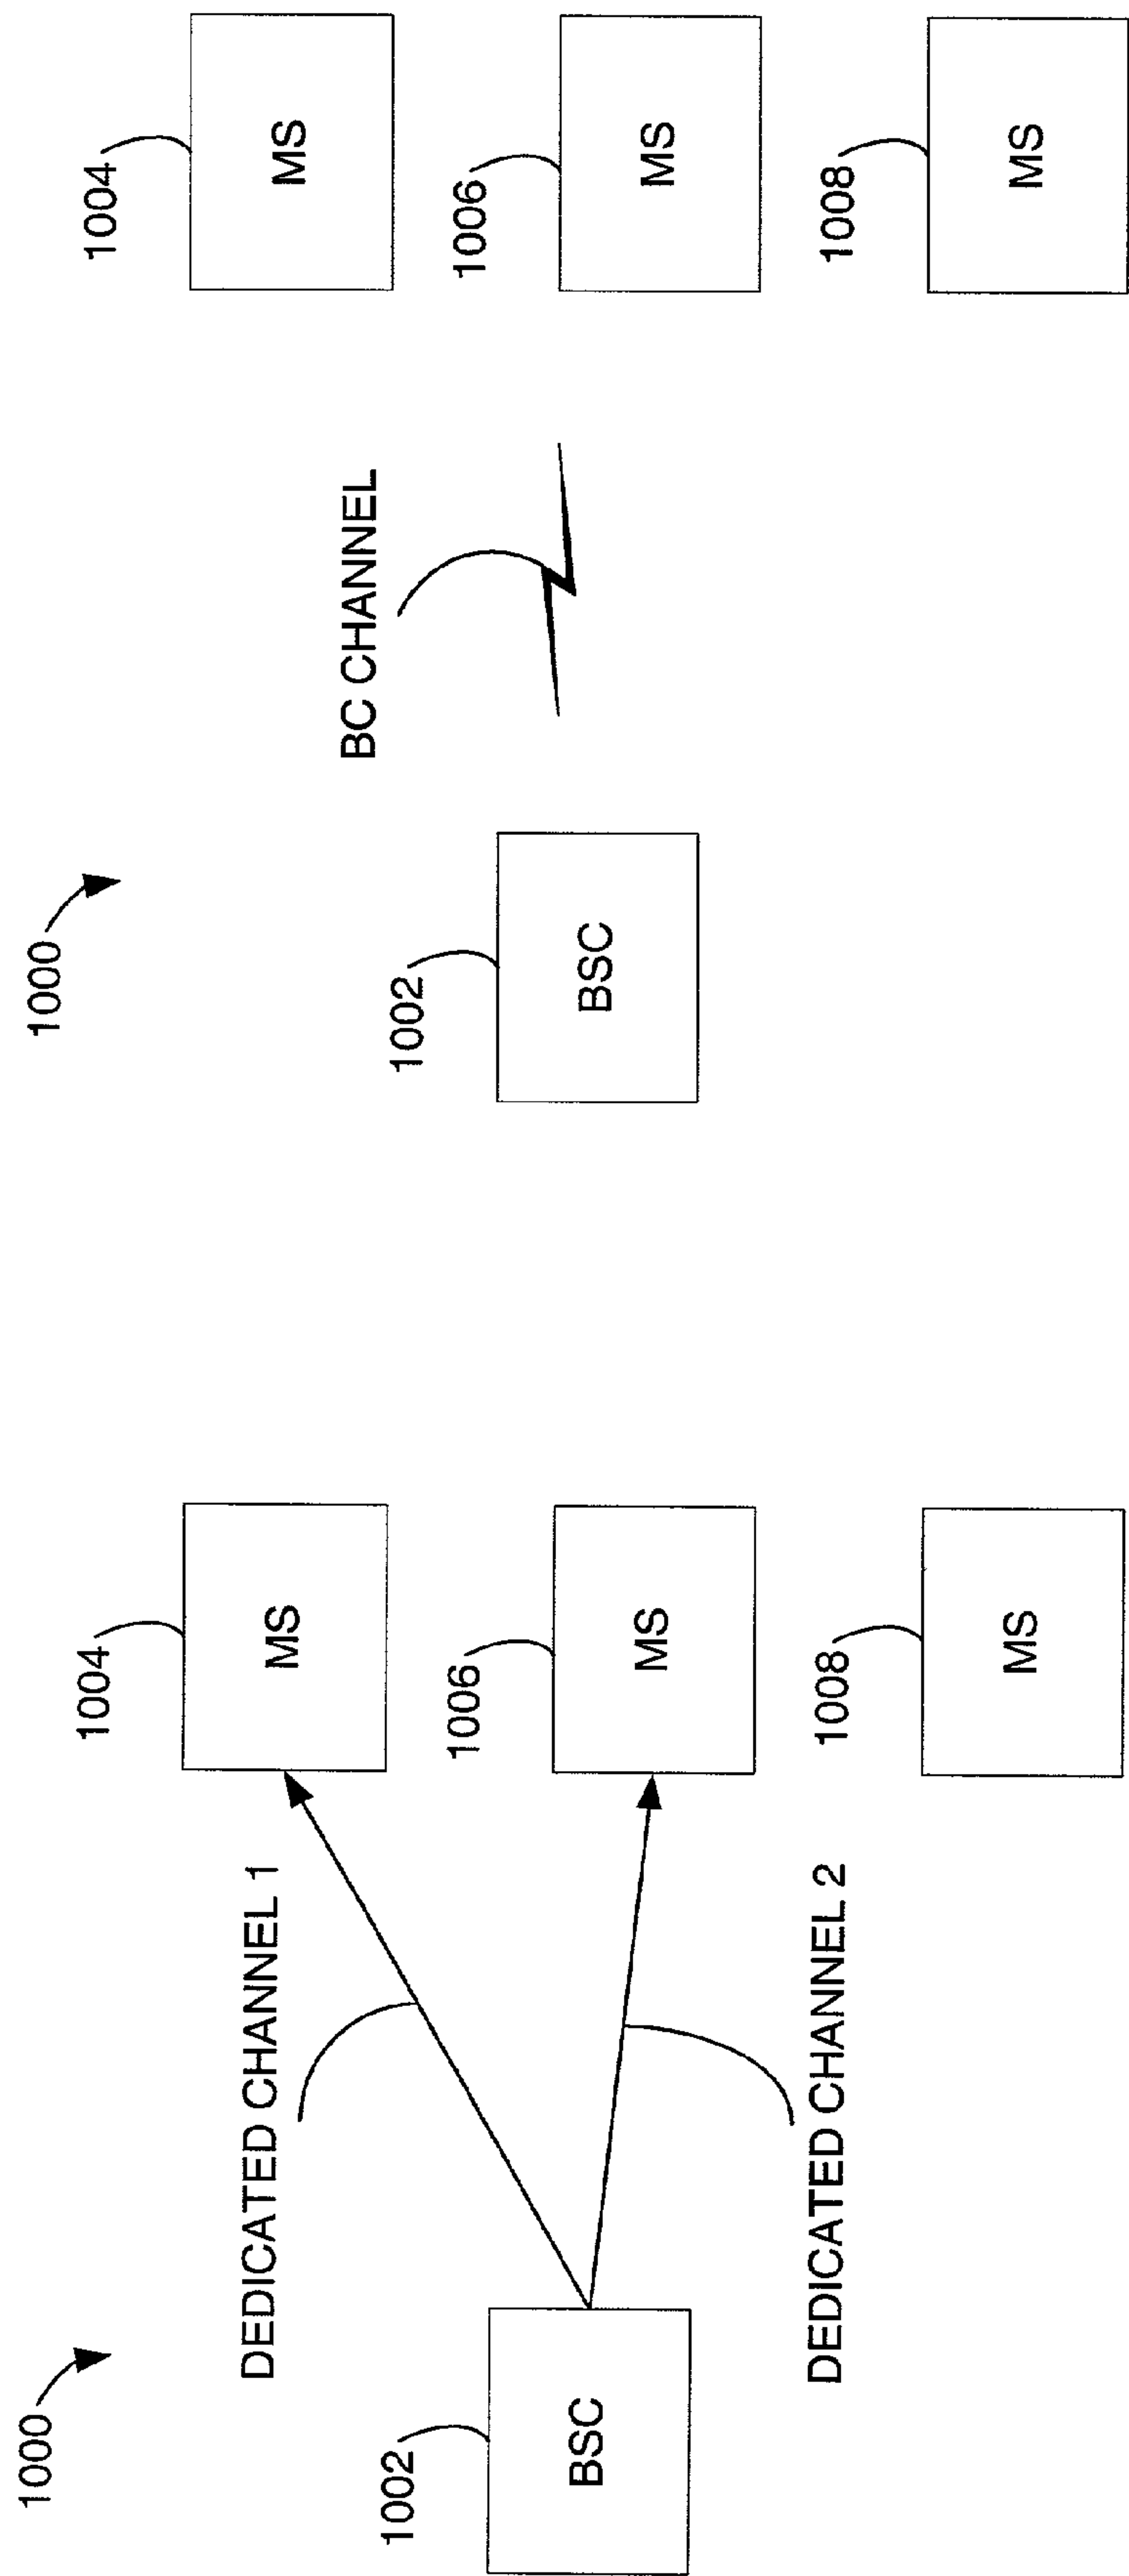 1000
1002
BSC
DEDICATED CHANNEL 1
DEDICATED CHANNEL 2
1004
MS
1006
MS
1008
MS
1000
1002
BSC
BC CHANNEL
1004
MS
1006
MS
1008
MS